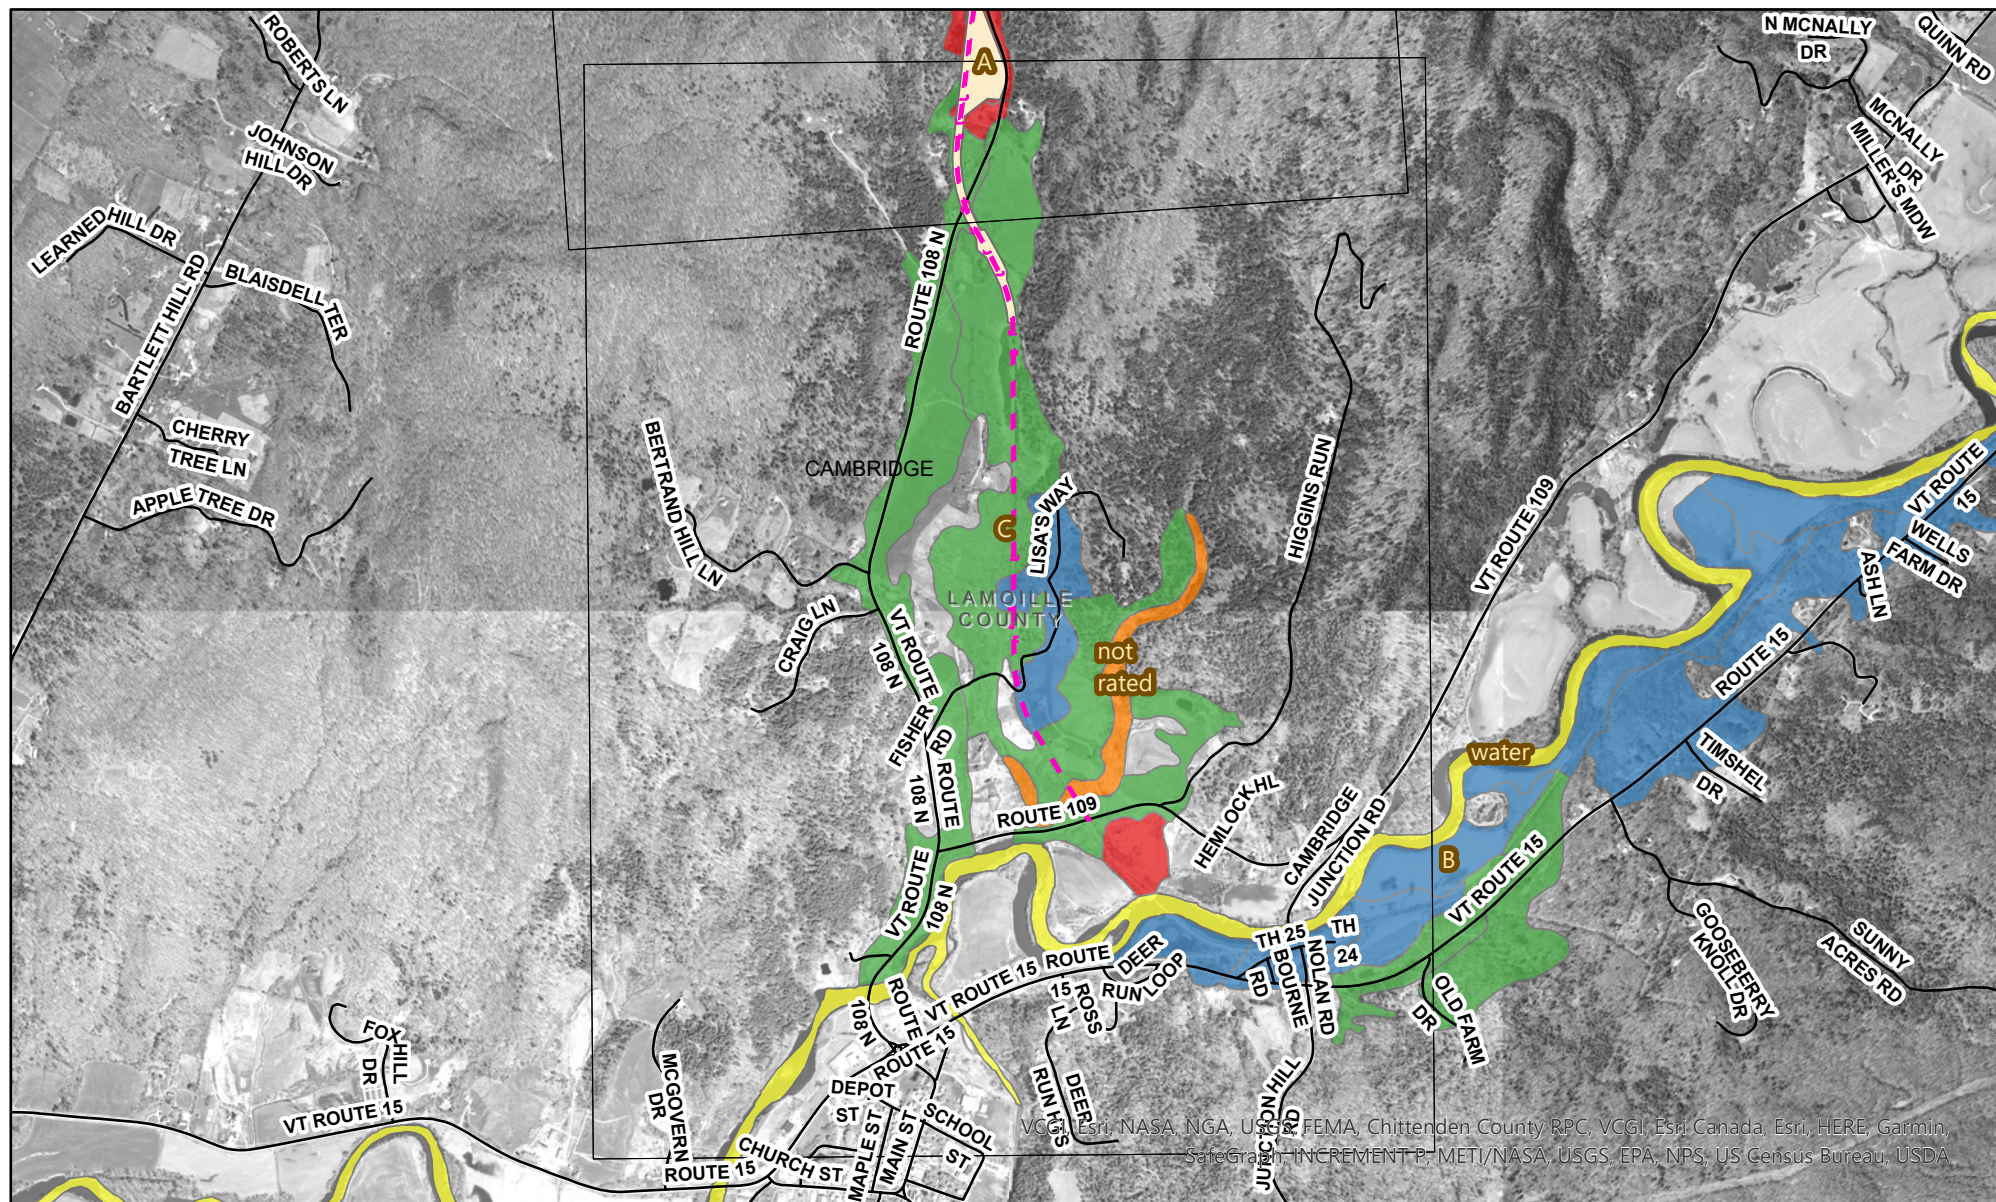 ROBERTS LN
N MCNALLY
DR
QUINN RD
A
JOHNSON
HILL DR
MCNALLY
DR
MILLER'S MDW
LEARNED HILL DR
BLAISDELL TER
BARTLETT HILL RD
ROUTE 108 N
CHERRY
TREE LN
APPLE TREE DR
BERTRAND HILL LN
CAMBRIDGE
C
LISA'S WAY
HIGGINS RUN
VT ROUTE 109
VT ROUTE
15
WELLS
FARM DR
ASH LN
LAMOILLE
COUNTY
CRAIG LN
VT ROUTE
108 N
not
rated
ROUTE 15
FISHER
RD
ROUTE
108 N
water
TIMSHEL
DR
ROUTE 109
HEMLOCK HL
CAMBRIDGE
JUNCTION RD
B
VT ROUTE 15
VT ROUTE
108 N
GOOSEBERRY
KNOLL DR
SUNNY
ACRES RD
TH 25
TH
24
VT ROUTE 15
ROUTE
15
DEER
RUN LOOP
ROSS
LN
BOURNE
RD
NOLAN RD
OLD FARM
DR
ROUTE
108 N
ROUTE 15
FOX HILL
DR
MCGOVERN
DR
VT ROUTE 15
DEPOT
ST
MAPLE ST
MAIN ST
SCHOOL
ST
CHURCH ST
ROUTE 15
DEER
RUN HTS
JUNCTION HILL
RD
VCGI, Esri, NASA, NGA, USGS, FEMA, Chittenden County RPC, VCGI, Esri Canada, Esri, HERE, Garmin,
SafeGraph, INCREMENT P, METI/NASA, USGS, EPA, NPS, US Census Bureau, USDA